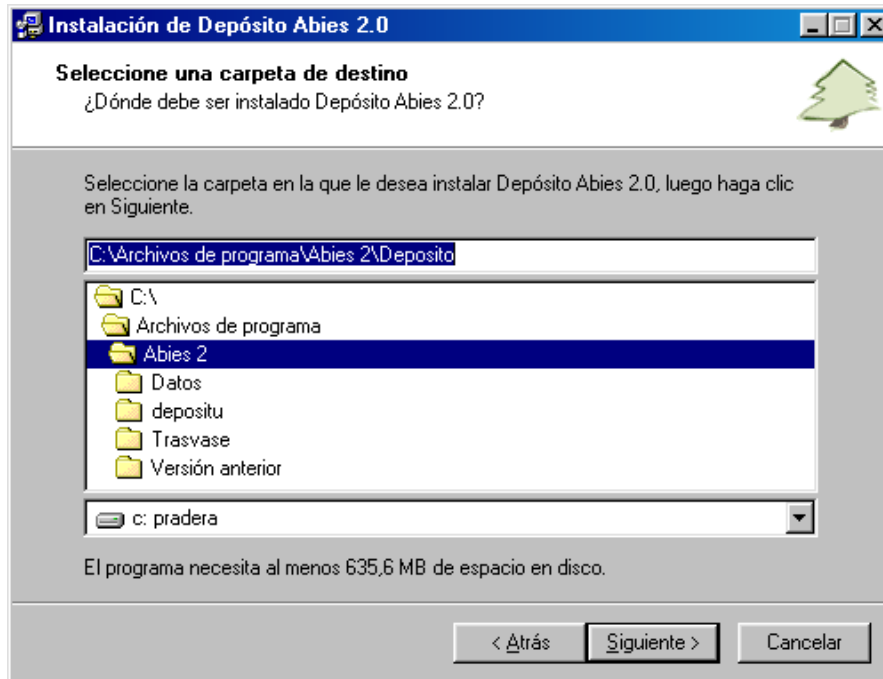 Instalación de Depósito Abies 2.0
Seleccione una carpeta de destino
¿Dónde debe ser instalado Depósito Abies 2.0?
Seleccione la carpeta en la que le desea instalar Depósito Abies 2.0, luego haga clic
en Siguiente.
C:\Archivos de programa\Abies 2\Deposito
C:\
Archivos de programa
Abies 2
Datos
depositu
Trasvase
Versión anterior
c: pradera
El programa necesita al menos 635,6 MB de espacio en disco.
< Atrás
Siguiente >
Cancelar